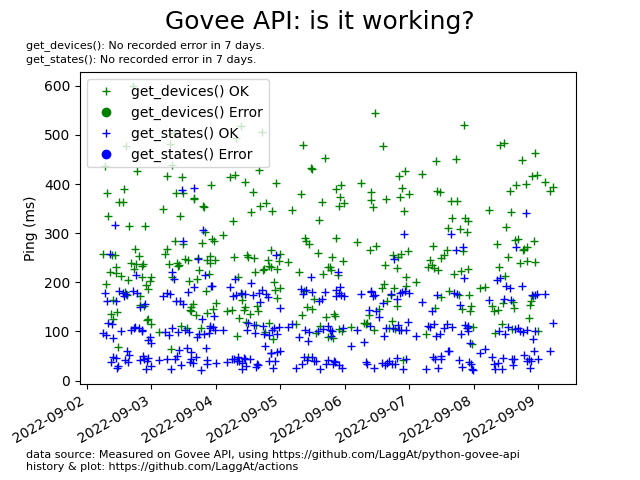 Govee API: is it working?
get_devices(): No recorded error in 7 days.
get_states(): No recorded error in 7 days.
get_devices() OK
get_devices() Error
get_states() OK
get_states() Error
Ping (ms)
600
500
400
300
200
100
0
2022-09-02
2022-09-03
2022-09-04
2022-09-05
2022-09-06
2022-09-07
2022-09-08
2022-09-09
data source: Measured on Govee API, using https://github.com/LaggAt/python-govee-api
history & plot: https://github.com/LaggAt/actions